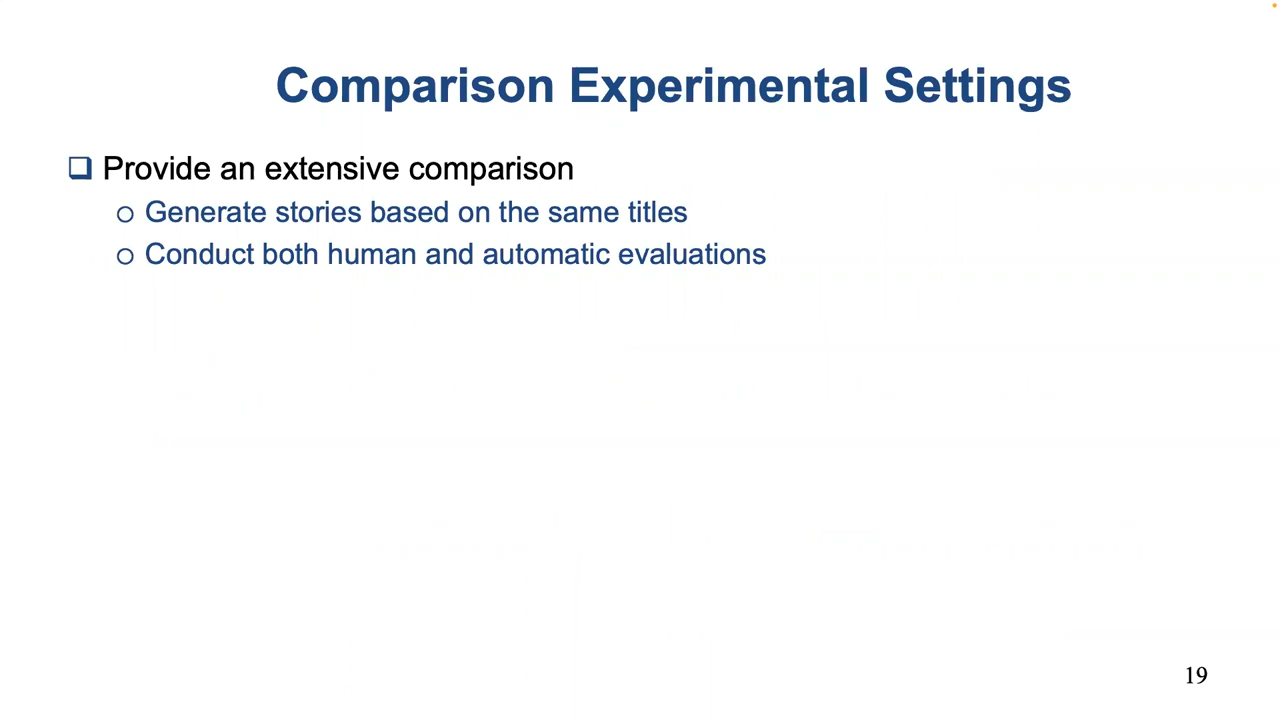 Comparison Experimental Settings
Provide an extensive comparison
Generate stories based on the same titles
Conduct both human and automatic evaluations
19